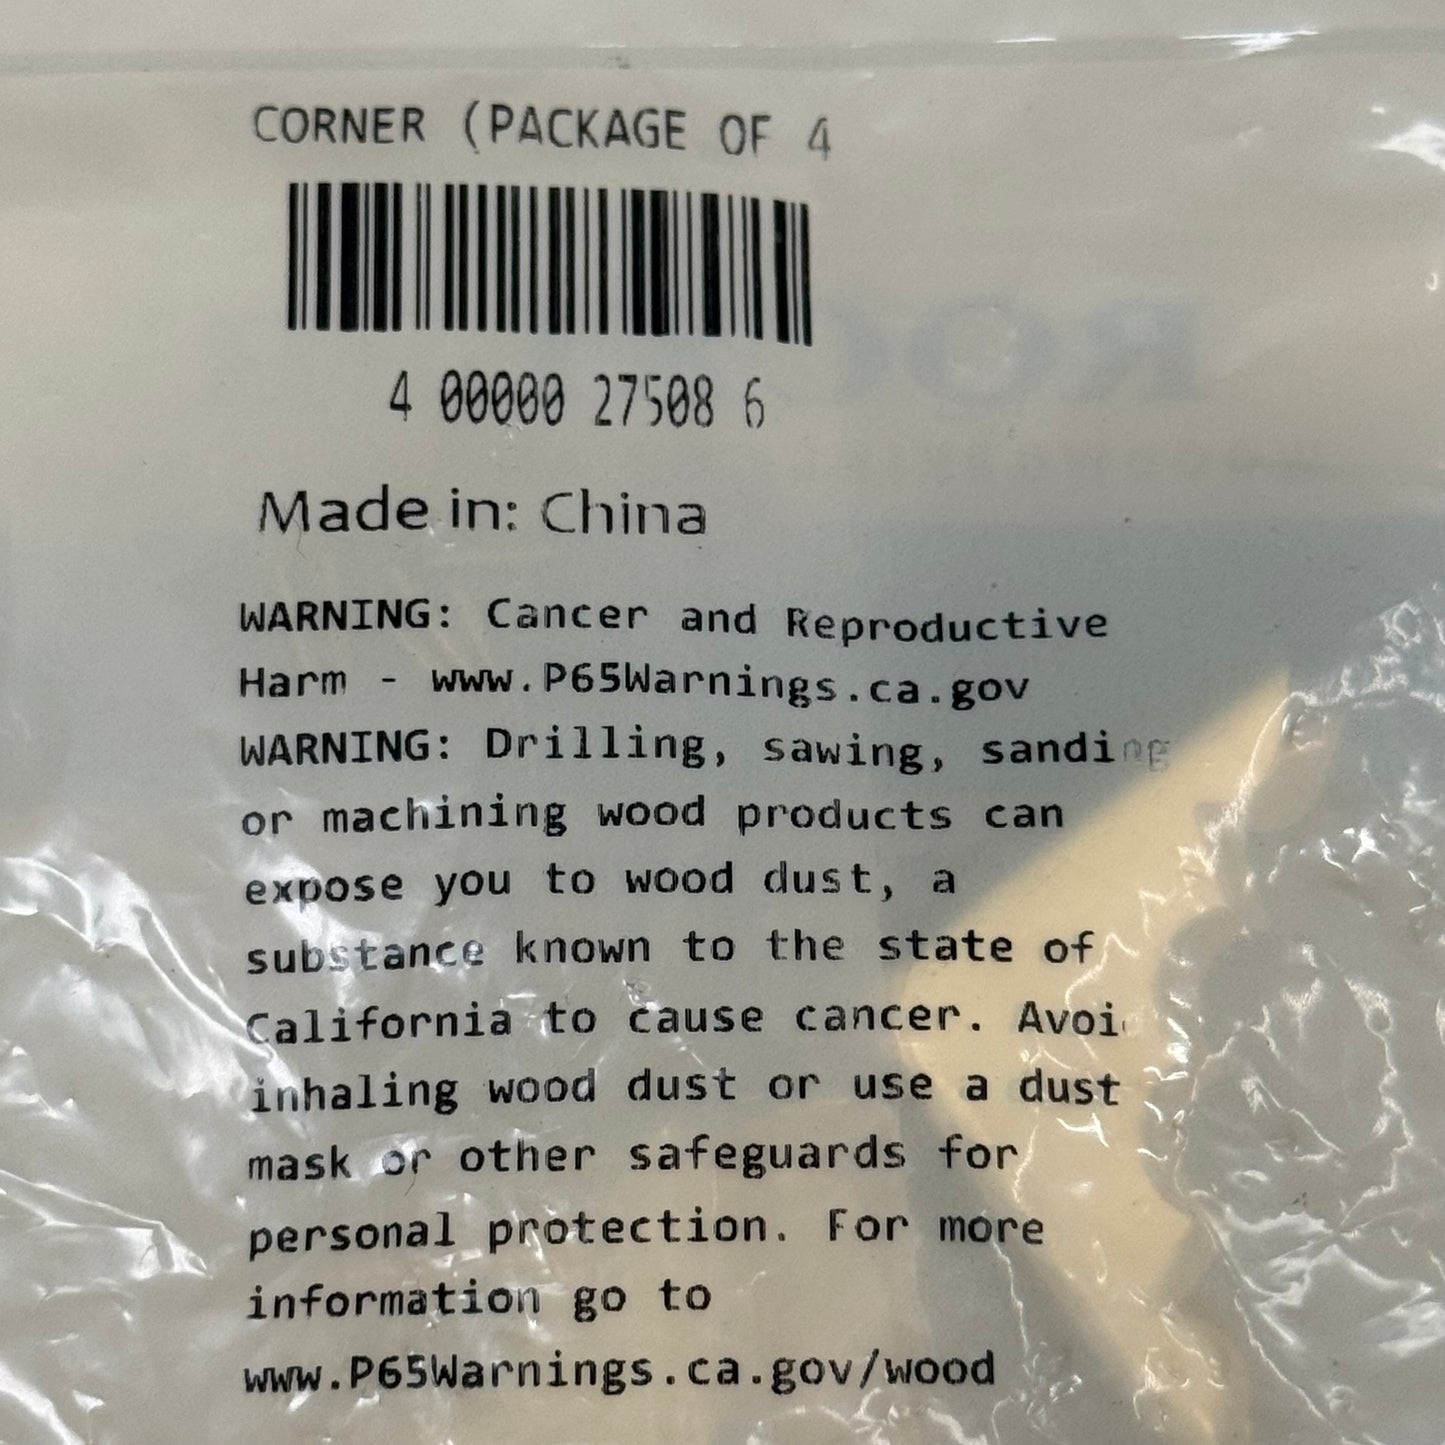 CORNER (PACKAGE OF 4
4 00000 27508 6
Made in: China
WARNING: Cancer and Reproductive
Harm - www.P65Warnings.ca.gov
WARNING: Drilling, sawing, sanding
or machining wood products can
expose you to wood dust, a
substance known to the state of
California to cause cancer. Avoi
inhaling wood dust or use a dust
mask or other safeguards for
personal protection. For more
information go to
www.P65Warnings.ca.gov/wood